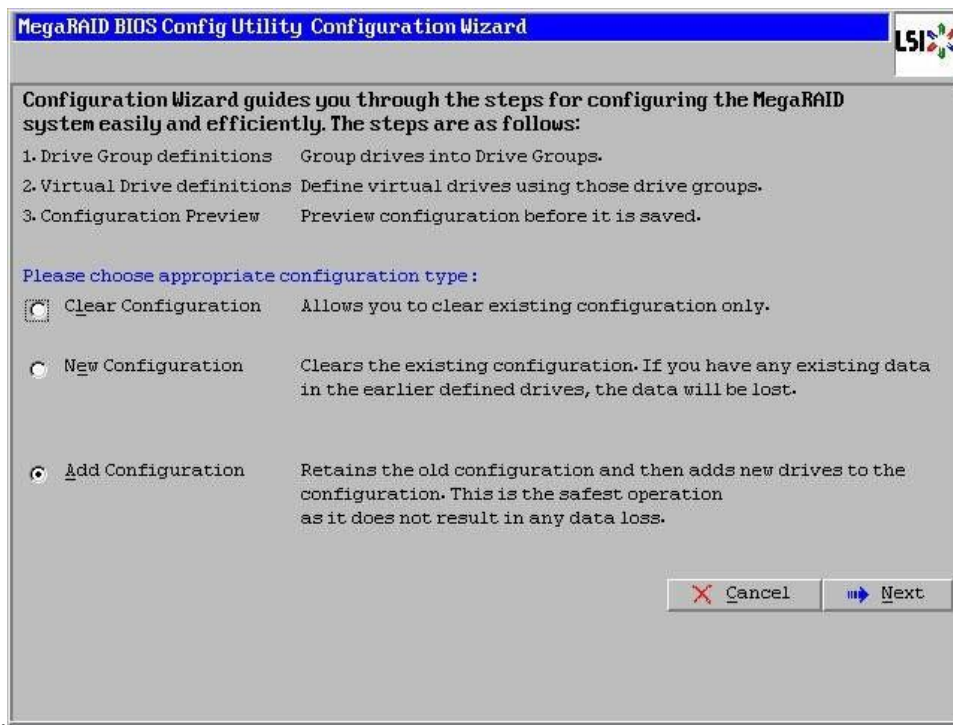 MegaRAID BIOS Config Utility Configuration Wizard
LSI
Configuration Wizard guides you through the steps for configuring the MegaRAID
system easily and efficiently. The steps are as follows:
1. Drive Group definitions Group drives into Drive Groups.
2. Virtual Drive definitions Define virtual drives using those drive groups.
3. Configuration Preview Preview configuration before it is saved.
Please choose appropriate configuration type:
Clear Configuration Allows you to clear existing configuration only.
New Configuration Clears the existing configuration. If you have any existing data
in the earlier defined drives, the data will be lost.
Add Configuration Retains the old configuration and then adds new drives to the
configuration. This is the safest operation
as it does not result in any data loss.
Cancel Next